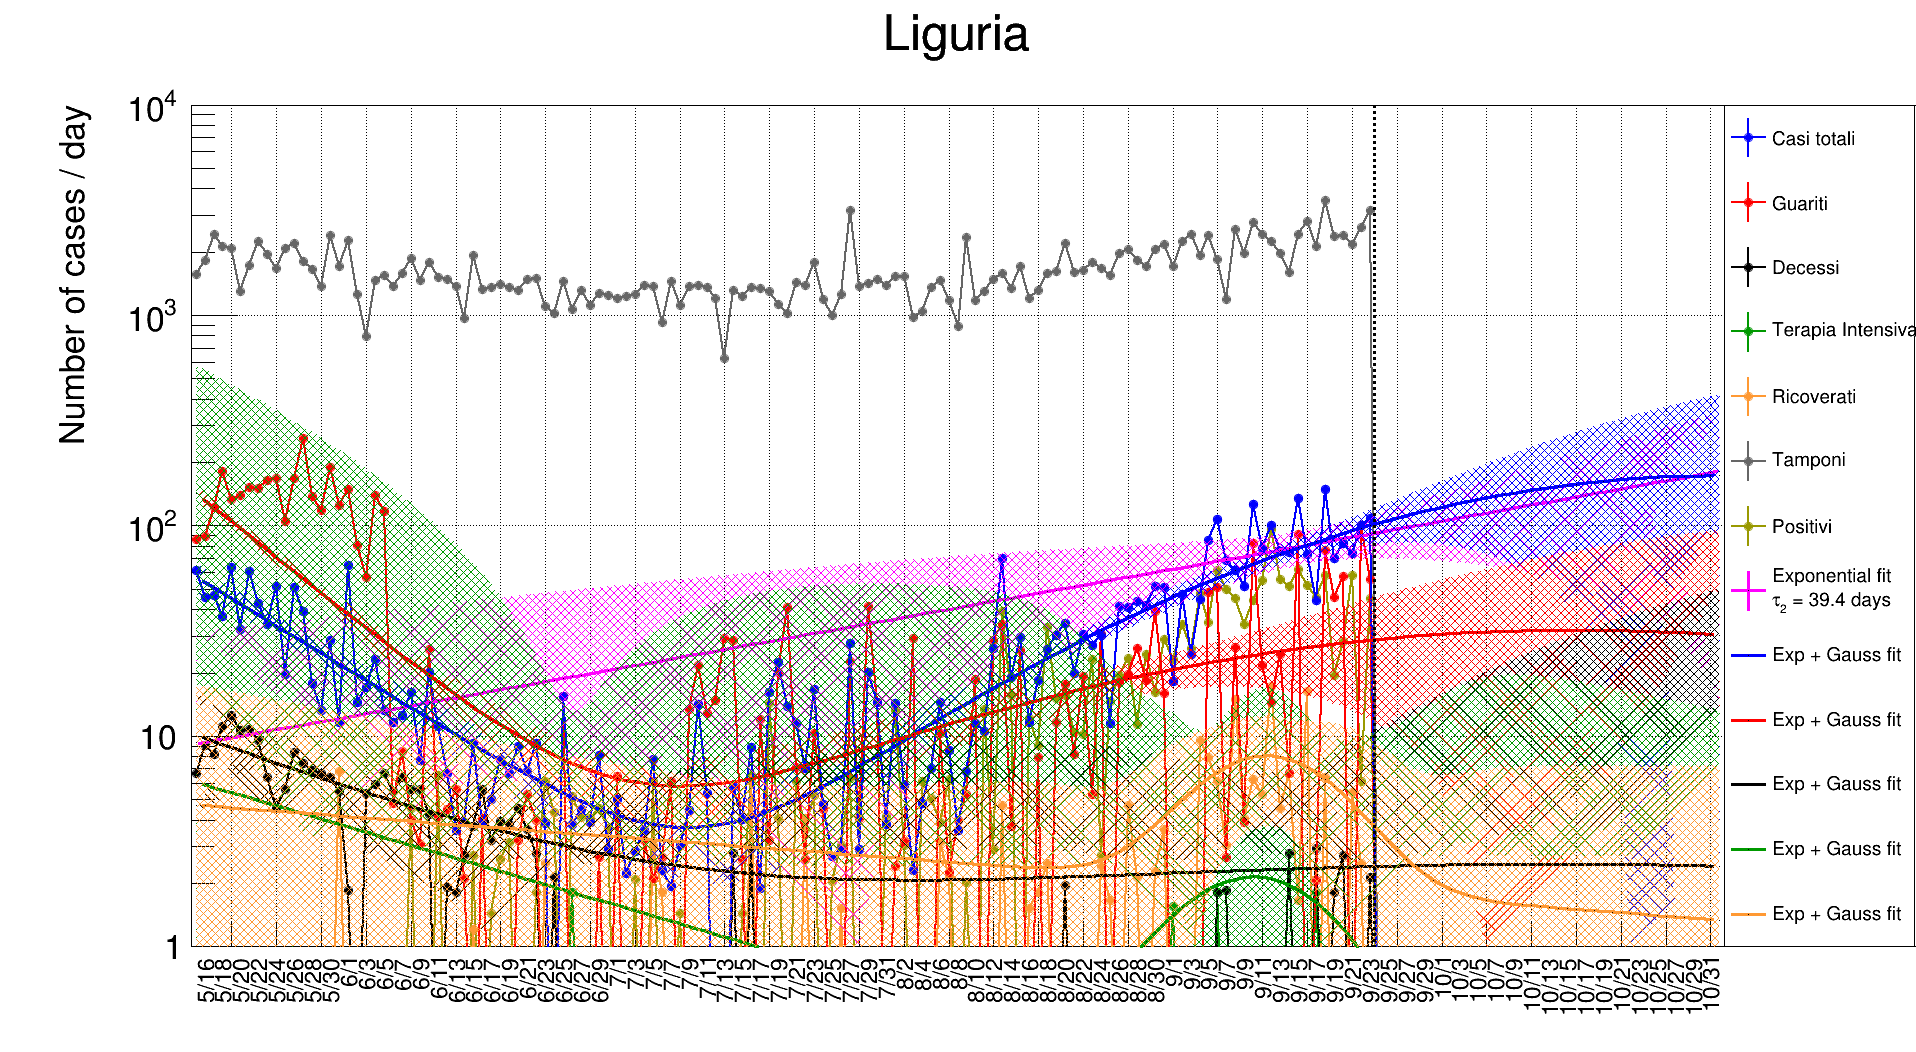 Liguria
Number of cases / day
10^4
10^3
10^2
10
1
5/16 5/18 5/20 5/22 5/24 5/26 5/28 5/30 6/1 6/3 6/5 6/7 6/9 6/11 6/13 6/15 6/17 6/19 6/21 6/23 6/25 6/27 6/29 7/1 7/3 7/5 7/7 7/9 7/11 7/13 7/15 7/17 7/19 7/21 7/23 7/25 7/27 7/29 7/31 8/2 8/4 8/6 8/8 8/10 8/12 8/14 8/16 8/18 8/20 8/22 8/24 8/26 8/28 8/30 9/1 9/3 9/5 9/7 9/9 9/11 9/13 9/15 9/17 9/19 9/21 9/23 9/25 9/27 9/29 10/1 10/3 10/5 10/7 10/9 10/11 10/13 10/15 10/17 10/19 10/21 10/23 10/25 10/27 10/29 10/31
Casi totali
Guariti
Decessi
Terapia Intensiva
Ricoverati
Tamponi
Positivi
Exponential fit
τ2 = 39.4 days
Exp + Gauss fit
Exp + Gauss fit
Exp + Gauss fit
Exp + Gauss fit
Exp + Gauss fit